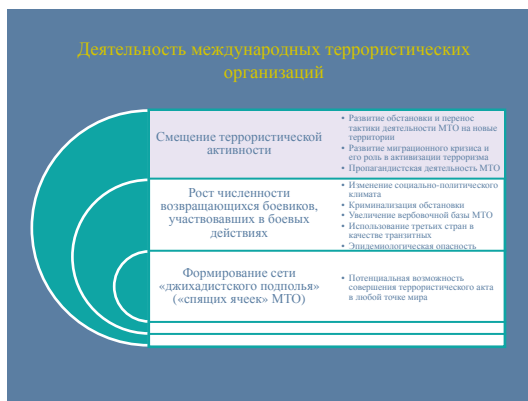 Деятельность международных террористических
организаций
Смещение террористической
активности
• Развитие обстановки и перенос
тактики деятельности МТО на новые
территории
• Развитие миграционного кризиса и
его роль в активизации терроризма
• Пропагандистская деятельность МТО
Рост численности
возвращающихся боевиков,
участвовавших в боевых
действиях
• Изменение социально-политического
климата
• Криминализация обстановки
• Увеличение вербовочной базы МТО
• Использование третьих стран в
качестве транзитных
• Эпидемиологическая опасность
Формирование сети
«джихадистского подполья»
(«спящих ячеек» МТО)
• Потенциальная возможность
совершения террористического акта
в любой точке мира